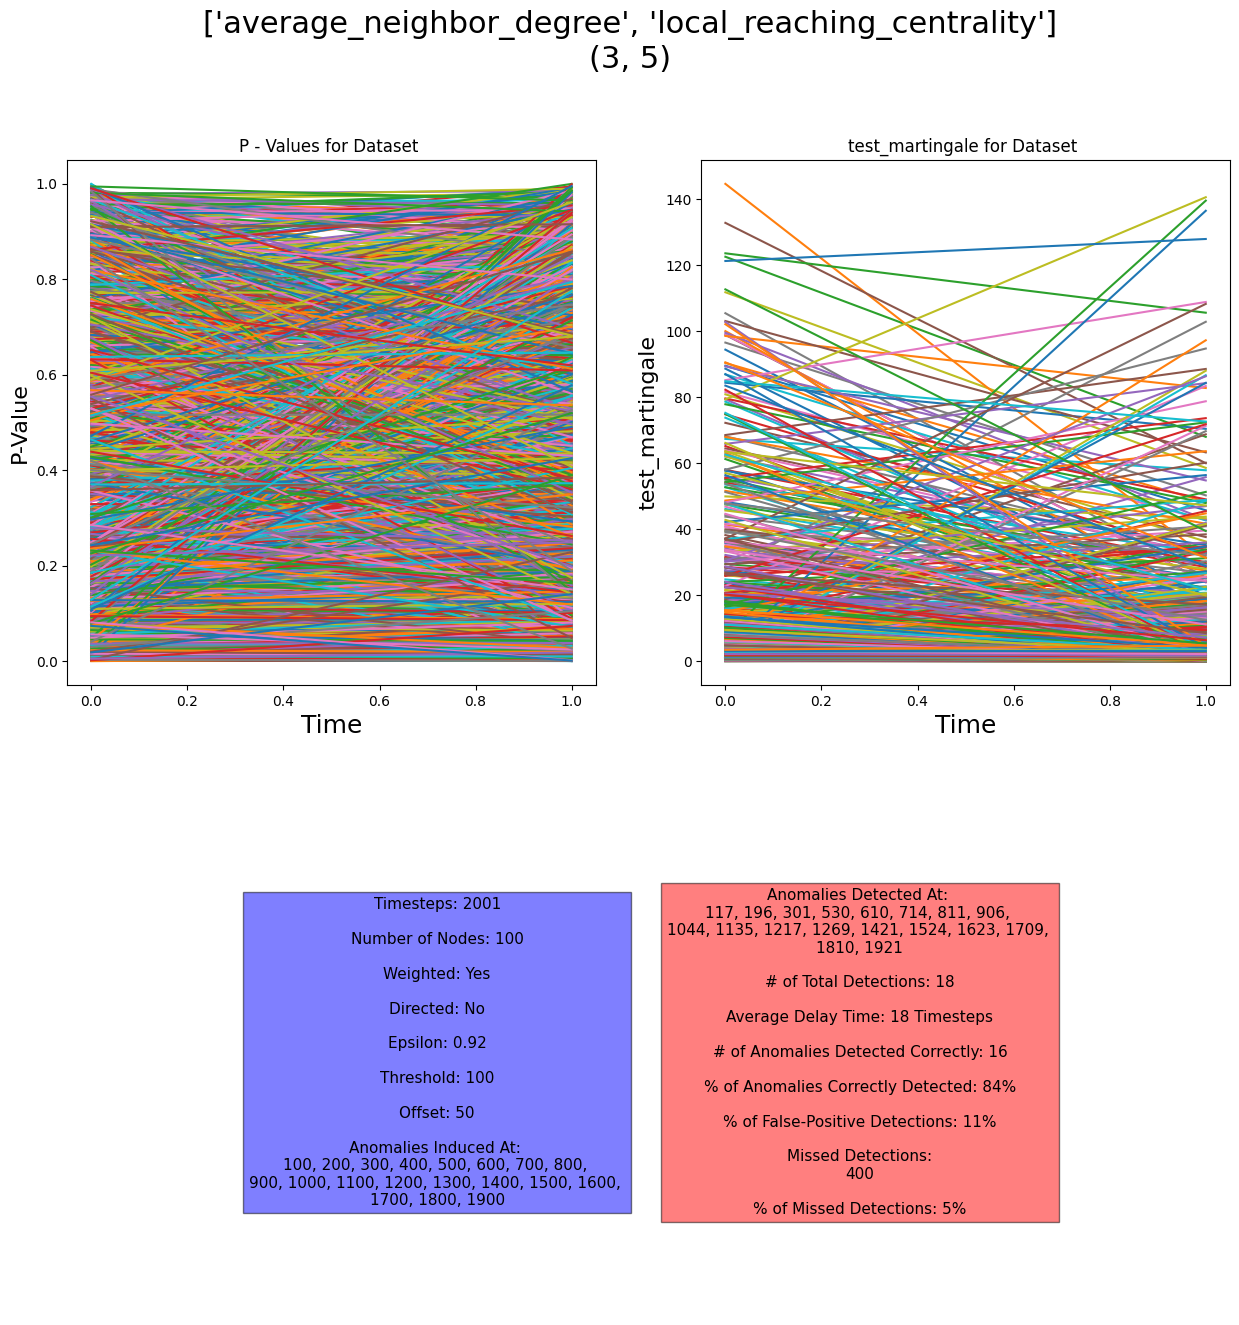 ['average_neighbor_degree', 'local_reaching_centrality']
(3, 5)
P - Values for Dataset
P-Value
1.0
0.8
0.6
0.4
0.2
0.0
0.0 0.2 0.4 0.6 0.8 1.0
Time
test_martingale for Dataset
test_martingale
140
120
100
80
60
40
20
0
0.0 0.2 0.4 0.6 0.8 1.0
Time
Timesteps: 2001
Number of Nodes: 100
Weighted: Yes
Directed: No
Epsilon: 0.92
Threshold: 100
Offset: 50
Anomalies Induced At:
100, 200, 300, 400, 500, 600, 700, 800,
900, 1000, 1100, 1200, 1300, 1400, 1500, 1600,
1700, 1800, 1900
Anomalies Detected At:
117, 196, 301, 530, 610, 714, 811, 906,
1044, 1135, 1217, 1269, 1421, 1524, 1623, 1709,
1810, 1921
# of Total Detections: 18
Average Delay Time: 18 Timesteps
# of Anomalies Detected Correctly: 16
% of Anomalies Correctly Detected: 84%
% of False-Positive Detections: 11%
Missed Detections:
400
% of Missed Detections: 5%